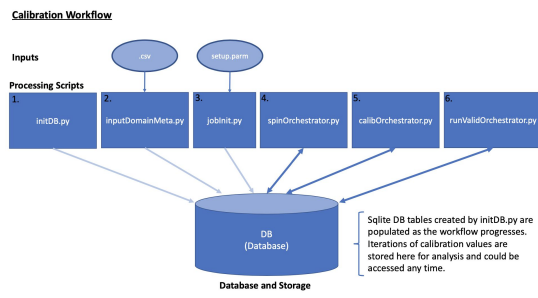 Calibration Workflow
Inputs
.csv
setup.parm
Processing Scripts
1.
initDB.py
2.
inputDomainMeta.py
3.
jobInit.py
4.
spinOrchestrator.py
5.
calibOrchestrator.py
6.
runValidOrchestrator.py
DB
(Database)
Sqlite DB tables created by initDB.py are
populated as the workflow progresses.
Iterations of calibration values are
stored here for analysis and could be
accessed any time.
Database and Storage